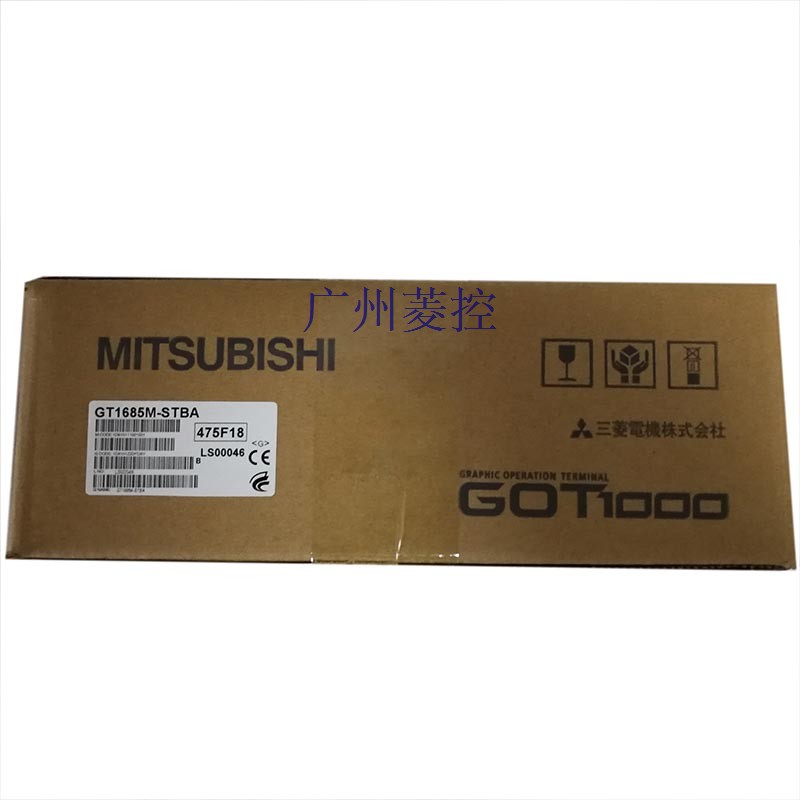 广州菱控
MITSUBISHI
GT1685M-STBA
475F18
<G>
LS00046
CE
B
三菱電機株式会社
GRAPHIC OPERATION TERMINAL
GOT1000